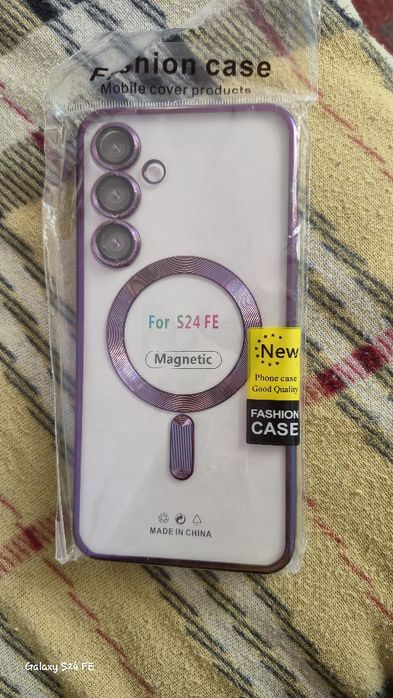 Fashion case
Mobile cover products
For S24 FE
Magnetic
New
Phone case
Good Quality
FASHION
CASE
MADE IN CHINA
Galaxy S24 FE